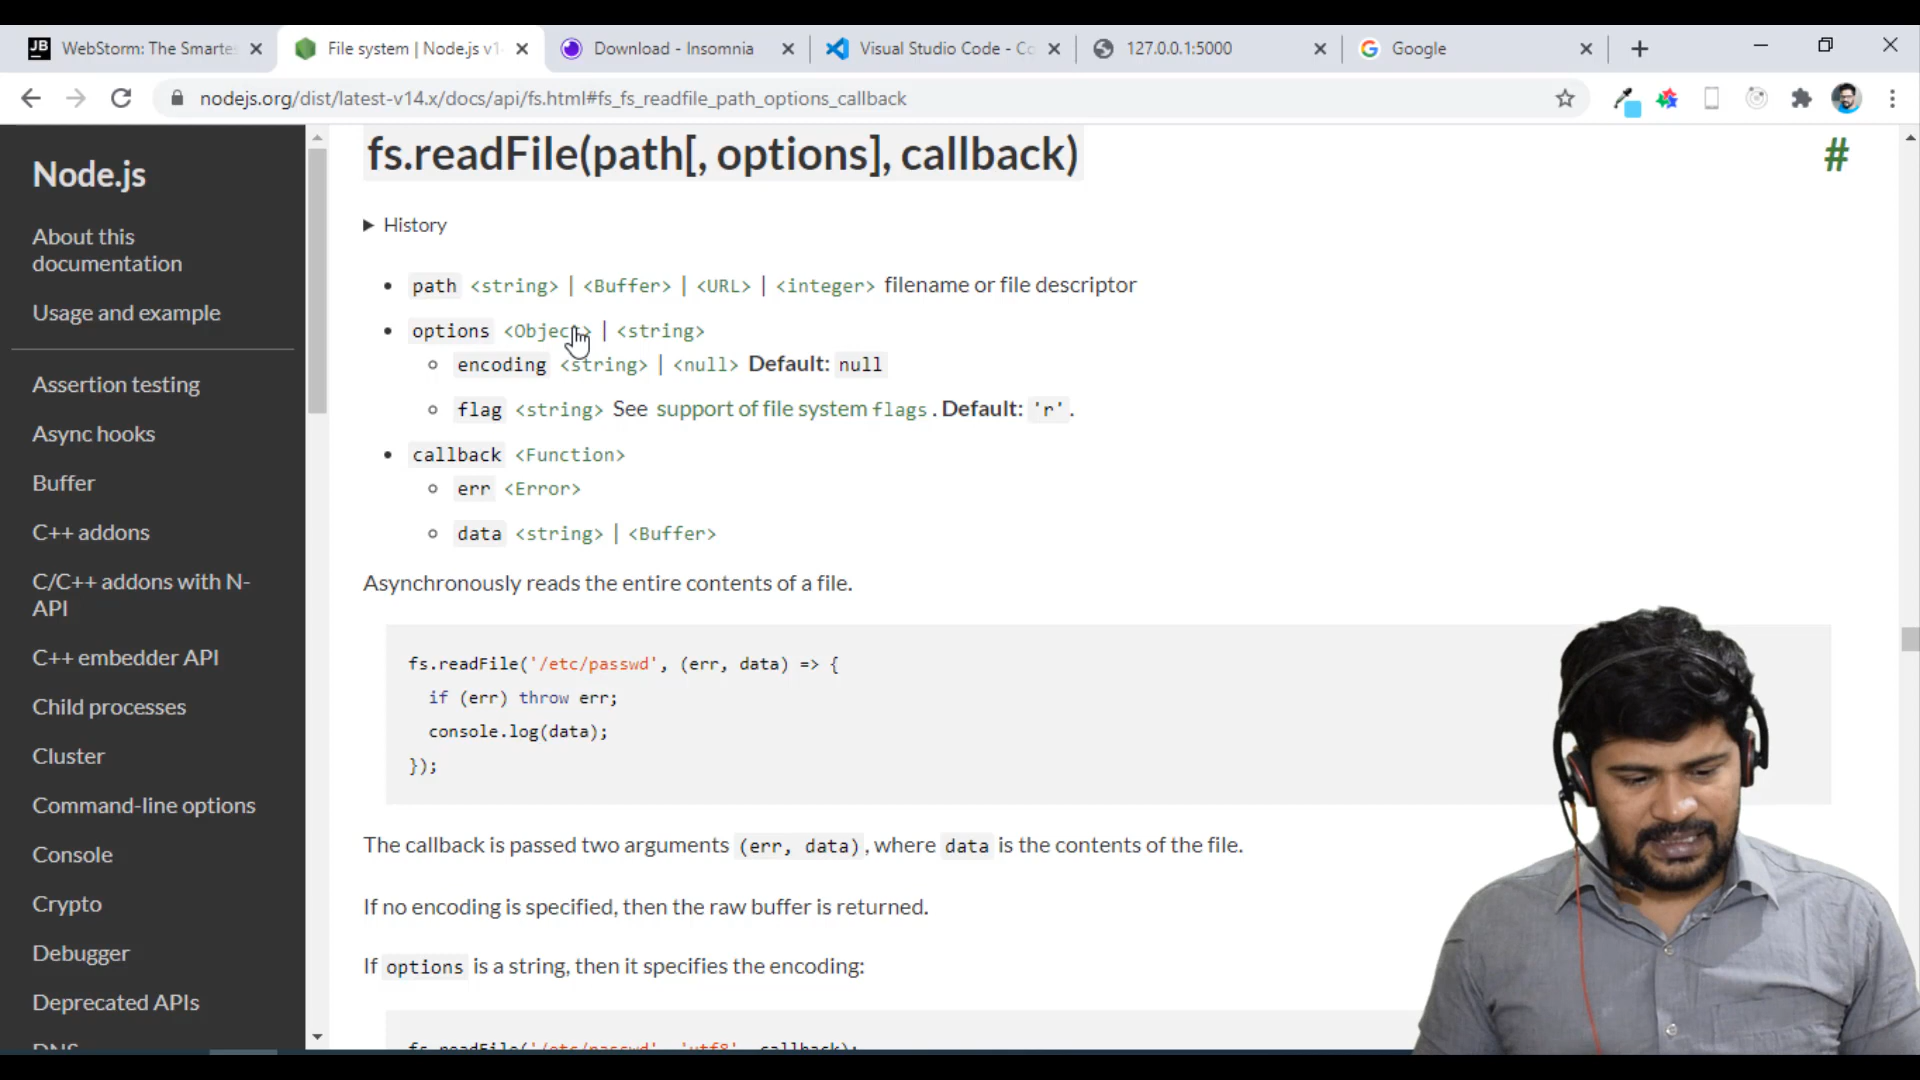 WebStorm: The Smarte
File system | Node.js v1
Download - Insomnia
Visual Studio Code - Co
127.0.0.1:5000
Google
nodejs.org/dist/latest-v14.x/docs/api/fs.html#fs_fs_readfile_path_options_callback
Node.js
About this
documentation
Usage and example
Assertion testing
Async hooks
Buffer
C++ addons
C/C++ addons with N-
API
C++ embedder API
Child processes
Cluster
Command-line options
Console
Crypto
Debugger
Deprecated APIs
DNS
fs.readFile(path[, options], callback)
#
History
path <string> | <Buffer> | <URL> | <integer> filename or file descriptor
options <Object> | <string>
encoding <string> | <null> Default: null
flag <string> See support of file system flags. Default: 'r'.
callback <Function>
err <Error>
data <string> | <Buffer>
Asynchronously reads the entire contents of a file.
fs.readFile('/etc/passwd', (err, data) => {
if (err) throw err;
console.log(data);
});
The callback is passed two arguments (err, data), where data is the contents of the file.
If no encoding is specified, then the raw buffer is returned.
If options is a string, then it specifies the encoding:
fs.readFile('/etc/passwd', 'utf8', callback);